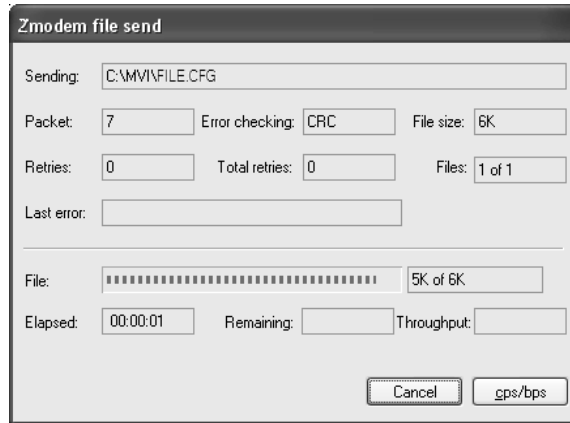 Zmodem file send
Sending: C:\MVI\FILE.CFG
Packet: 7 Error checking: CRC File size: 6K
Retries: 0 Total retries: 0 Files: 1 of 1
Last error:
File: 5K of 6K
Elapsed: 00:00:01 Remaining: Throughput:
Cancel cps/bps